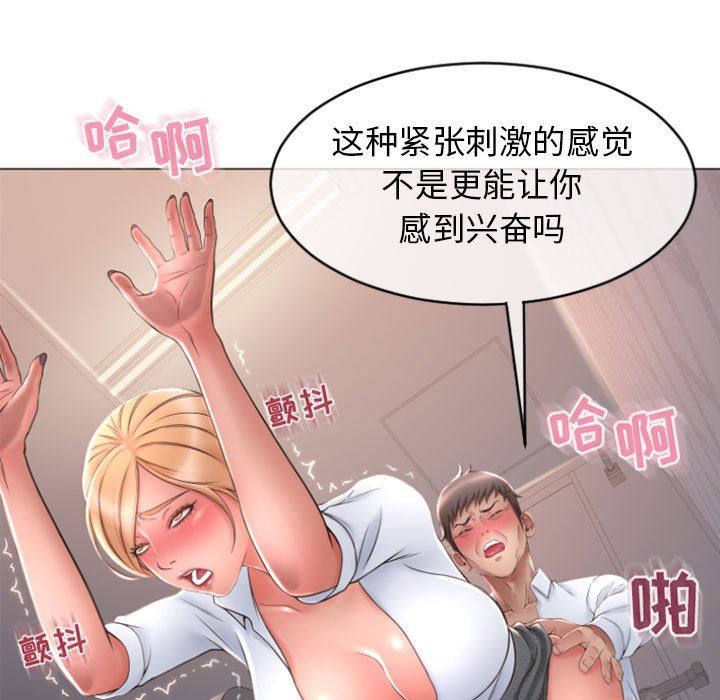 哈啊
这种紧张刺激的感觉
不是更能让你
感到兴奋吗
颤抖
哈啊
啪
颤抖